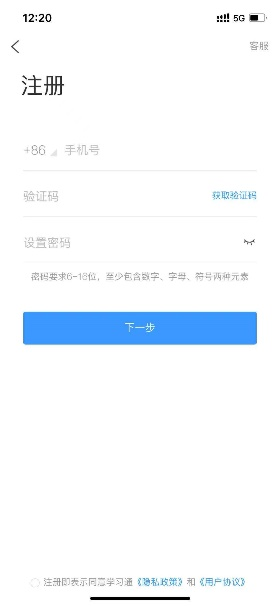 12:20
5G
客服
注册
+86 手机号
验证码 获取验证码
设置密码
密码要求6-16位，至少包含数字、字母、符号两种元素
下一步
注册即表示同意学习通《隐私政策》和《用户协议》